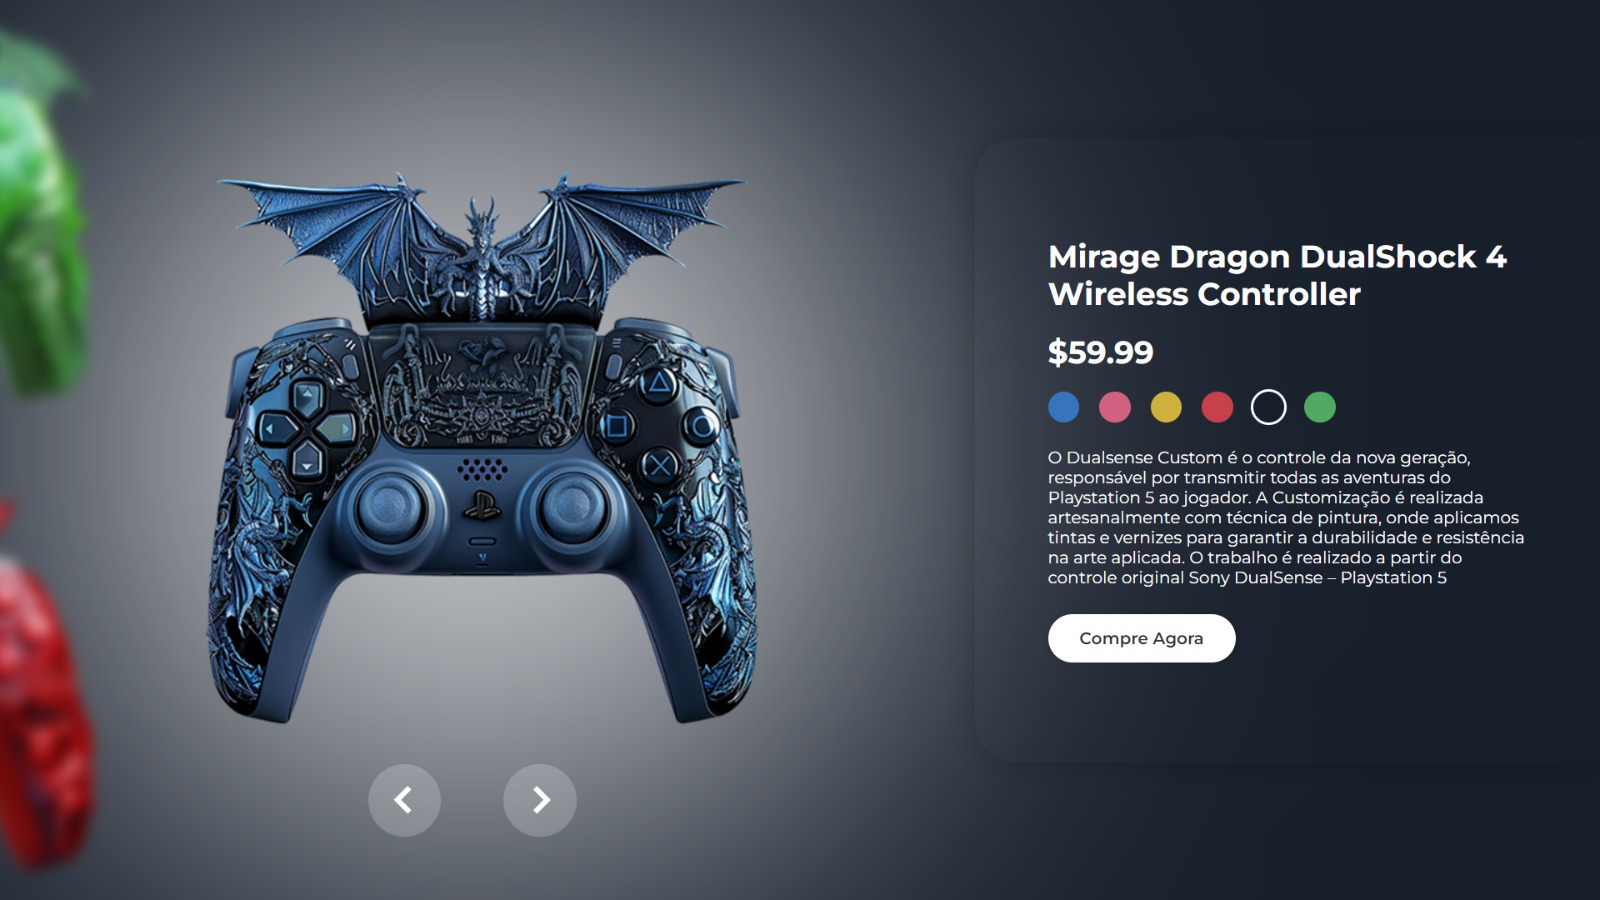 Mirage Dragon DualShock 4
Wireless Controller
$59.99
O Dualsense Custom é o controle da nova geração,
responsável por transmitir todas as aventuras do
Playstation 5 ao jogador. A Customização é realizada
artesanalmente com técnica de pintura, onde aplicamos
tintas e vernizes para garantir a durabilidade e resistência
na arte aplicada. O trabalho é realizado a partir do
controle original Sony DualSense – Playstation 5
Compre Agora